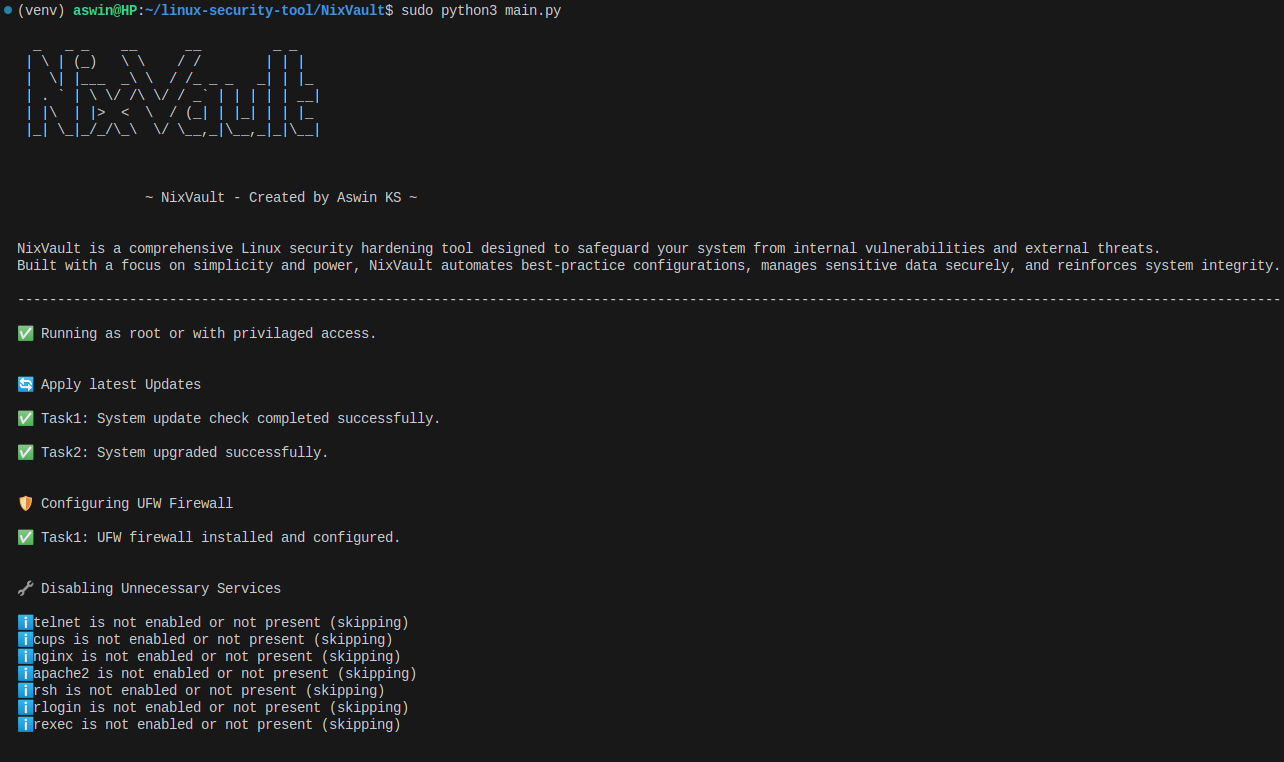 (venv) aswin@HP:~/linux-security-tool/NixVault$ sudo python3 main.py
NixVault
~ NixVault - Created by Aswin KS ~
NixVault is a comprehensive Linux security hardening tool designed to safeguard your system from internal vulnerabilities and external threats.
Built with a focus on simplicity and power, NixVault automates best-practice configurations, manages sensitive data securely, and reinforces system integrity.
--------------------------------------------------------------------------------------------------------------------------------------------------------------
✅ Running as root or with privilaged access.
🔄 Apply latest Updates
✅ Task1: System update check completed successfully.
✅ Task2: System upgraded successfully.
🛡 Configuring UFW Firewall
✅ Task1: UFW firewall installed and configured.
🔧 Disabling Unnecessary Services
ℹ️telnet is not enabled or not present (skipping)
ℹ️cups is not enabled or not present (skipping)
ℹ️nginx is not enabled or not present (skipping)
ℹ️apache2 is not enabled or not present (skipping)
ℹ️rsh is not enabled or not present (skipping)
ℹ️rlogin is not enabled or not present (skipping)
ℹ️rexec is not enabled or not present (skipping)